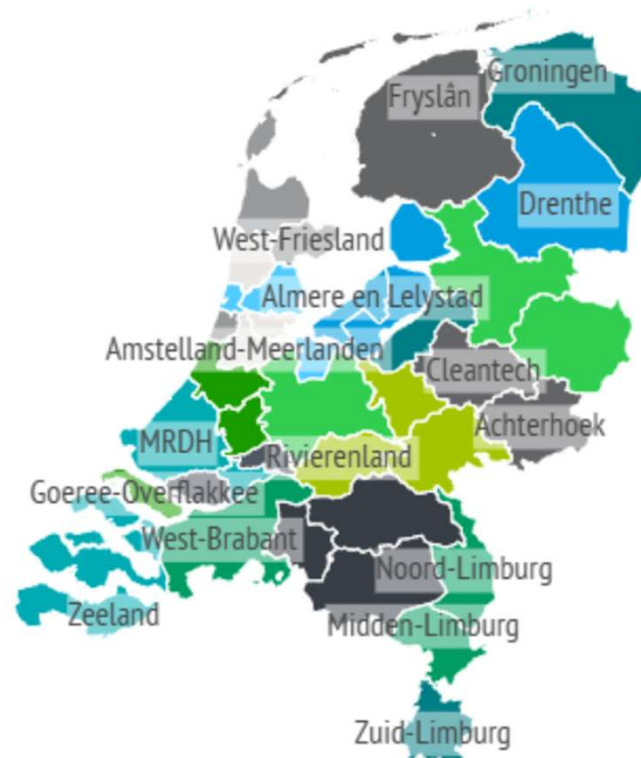 Groningen
Fryslân
Drenthe
West-Friesland
Almere en Lelystad
Amstelland-Meerlanden
Cleantech
Achterhoek
MRDH
Rivierenland
Goeree-Overflakkee
West-Brabant
Noord-Limburg
Zeeland
Midden-Limburg
Zuid-Limburg